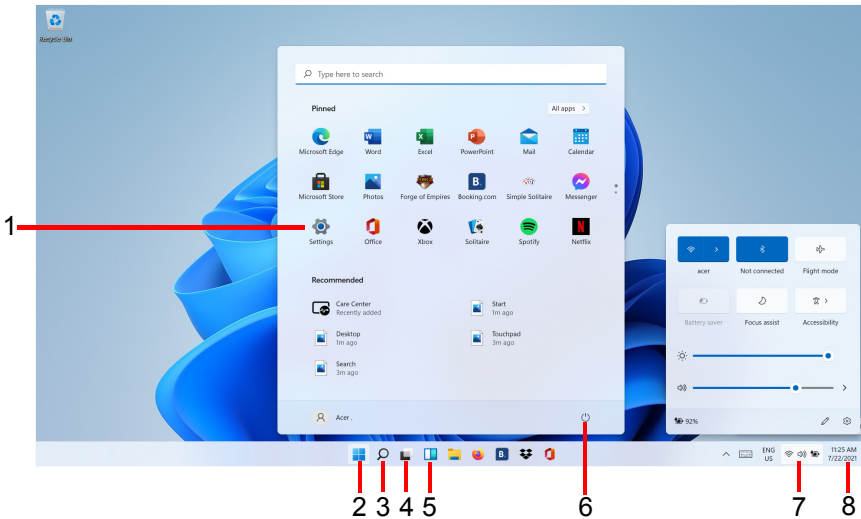 Recycle Bin
Type here to search
Pinned
All apps >
Microsoft Edge
Word
Excel
PowerPoint
Mail
Calendar
Microsoft Store
Photos
Forge of Empires
Booking.com
Simple Solitaire
Messenger
Settings
Office
Xbox
Solitaire
Spotify
Netflix
Recommended
Care Center
Recently added
Start
1m ago
Desktop
1m ago
Touchpad
3m ago
Search
3m ago
Acer .
acer
Not connected
Flight mode
Battery saver
Focus assist
Accessibility
92%
ENG
US
11:25 AM
7/22/2021
1
2
3
4
5
6
7
8